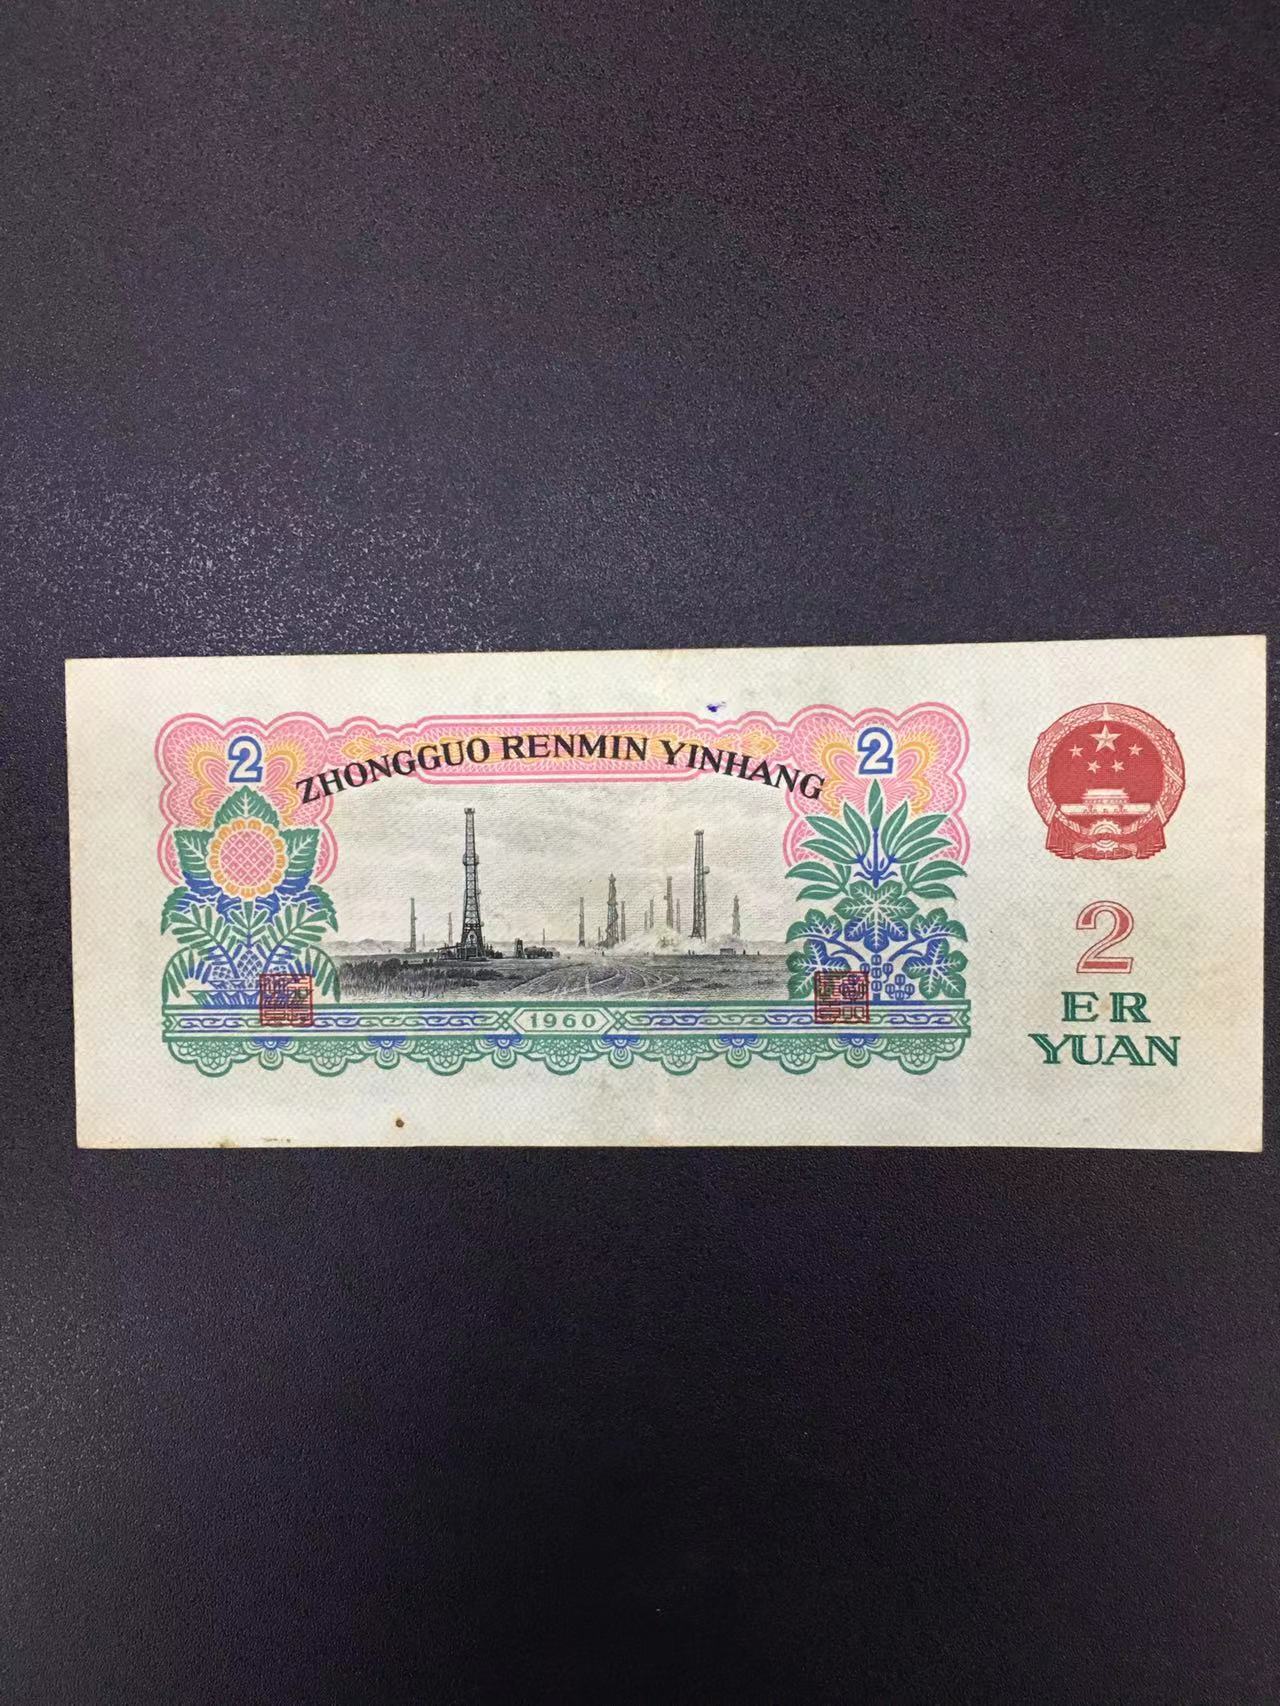 2
ZHONGGUO RENMIN YINHANG
2
1960
2
ER
YUAN